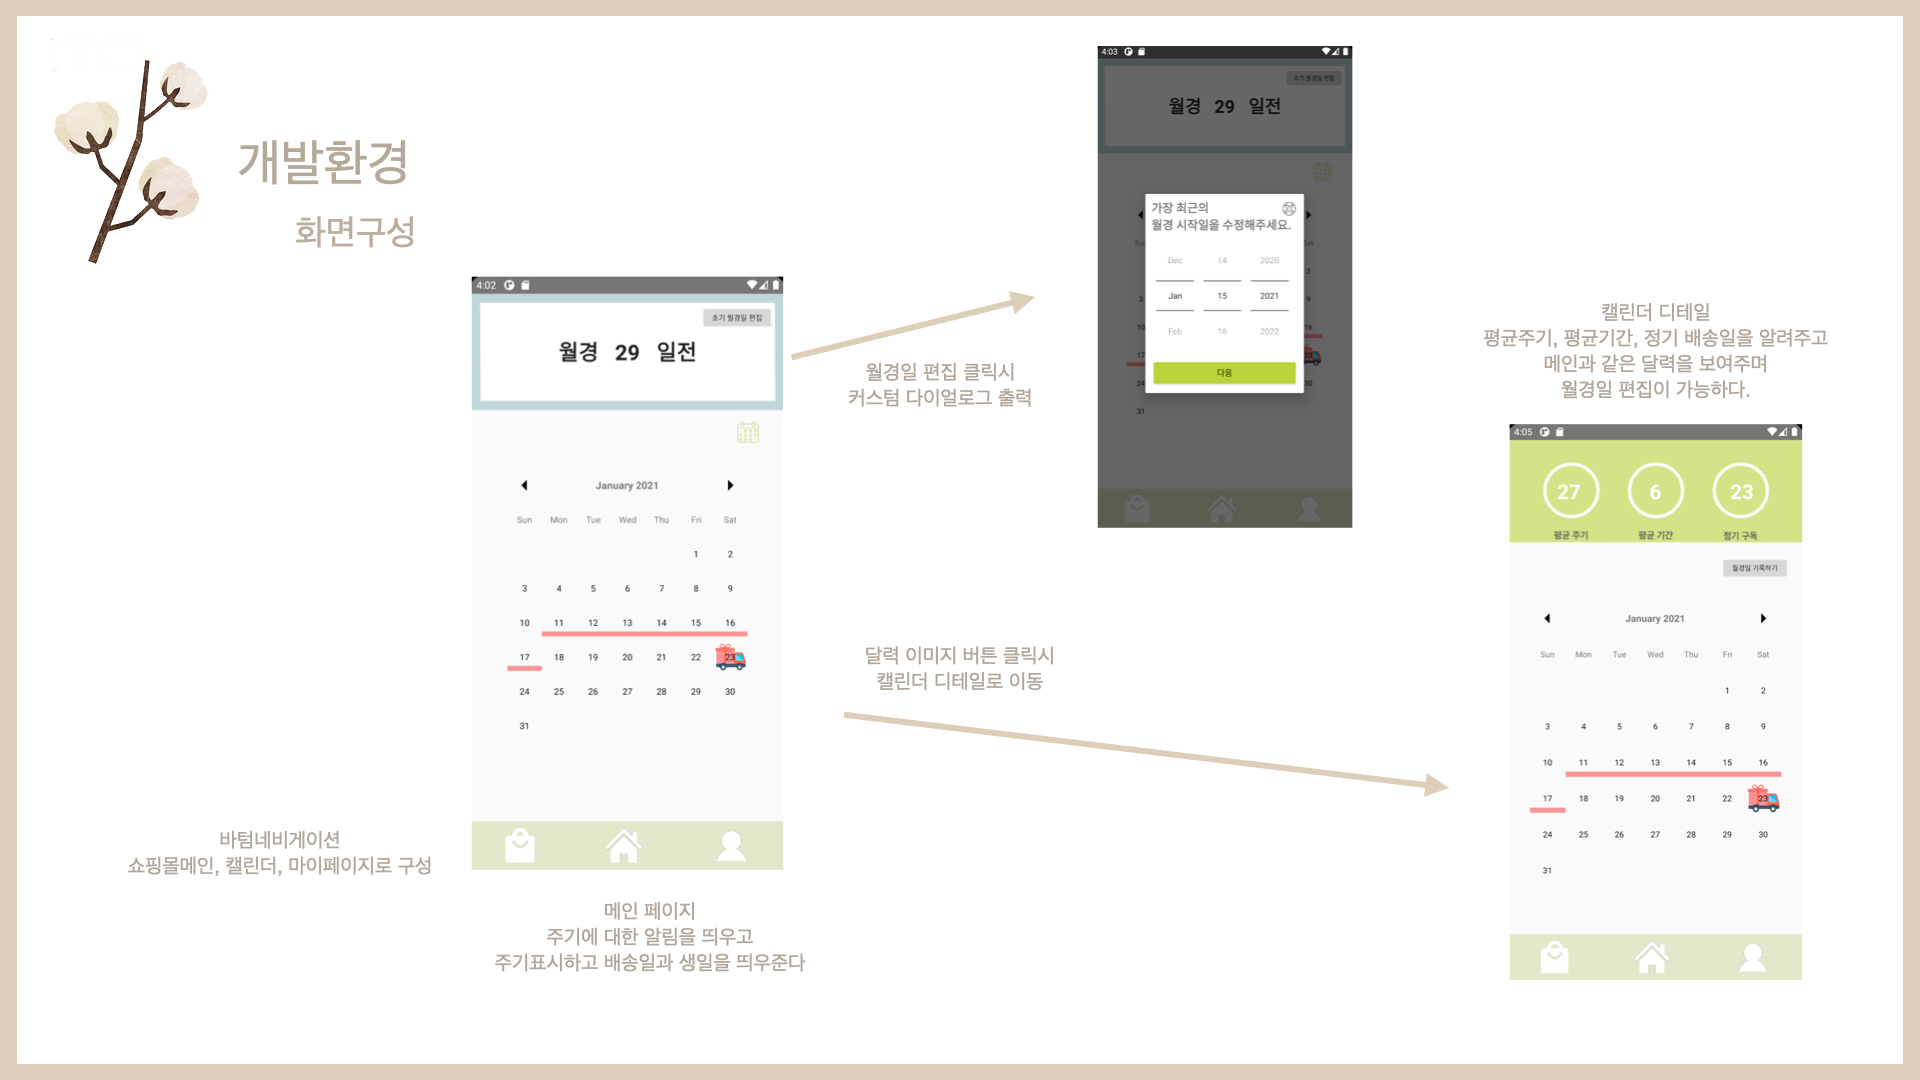 개발환경
화면구성
4:02
초기 월경일 편집
월경 29 일전
January 2021
Sun Mon Tue Wed Thu Fri Sat
1 2
3 4 5 6 7 8 9
10 11 12 13 14 15 16
17 18 19 20 21 22 23
24 25 26 27 28 29 30
31
바텀네비게이션
쇼핑몰메인, 캘린더, 마이페이지로 구성
메인 페이지
주기에 대한 알림을 띄우고
주기표시하고 배송일과 생일을 띄우준다
월경일 편집 클릭시
커스텀 다이얼로그 출력
4:03
초기 월경일 편집
월경 29 일전
가장 최근의
월경 시작일을 수정해주세요.
Sat
2
Dec 14 2020
Jan 15 2021
Feb 16 2022
3 9
10 16
17
24 30
31
다음
달력 이미지 버튼 클릭시
캘린더 디테일로 이동
캘린더 디테일
평균주기, 평균기간, 정기 배송일을 알려주고
메인과 같은 달력을 보여주며
월경일 편집이 가능하다.
4:05
27 6 23
평균 주기 평균 기간 정기 구독
월경일 기록하기
January 2021
Sun Mon Tue Wed Thu Fri Sat
1 2
3 4 5 6 7 8 9
10 11 12 13 14 15 16
17 18 19 20 21 22 23
24 25 26 27 28 29 30
31